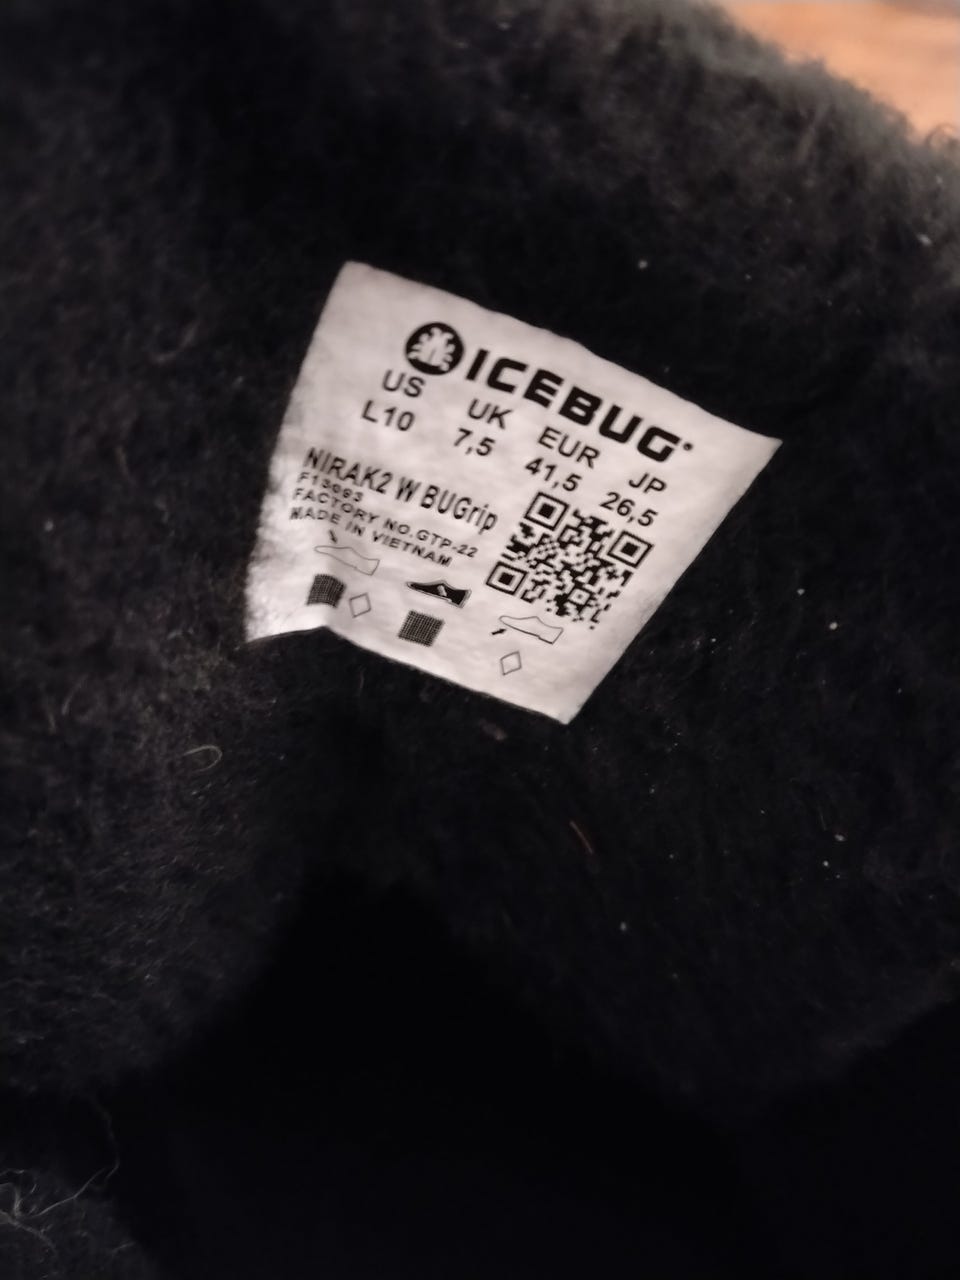 ICEBUG
US UK EUR JP
L10 7,5 41,5 26,5
NIRAK2 W BUGrip
F13093
FACTORY NO.GTP-22
MADE IN VIETNAM